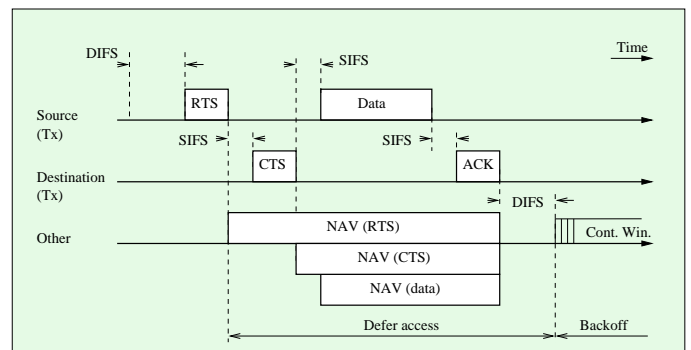 Time
DIFS
SIFS
RTS
Data
Source
(Tx)
SIFS
SIFS
CTS
ACK
Destination
(Tx)
DIFS
NAV (RTS)
Cont. Win.
Other
NAV (CTS)
NAV (data)
Defer access
Backoff